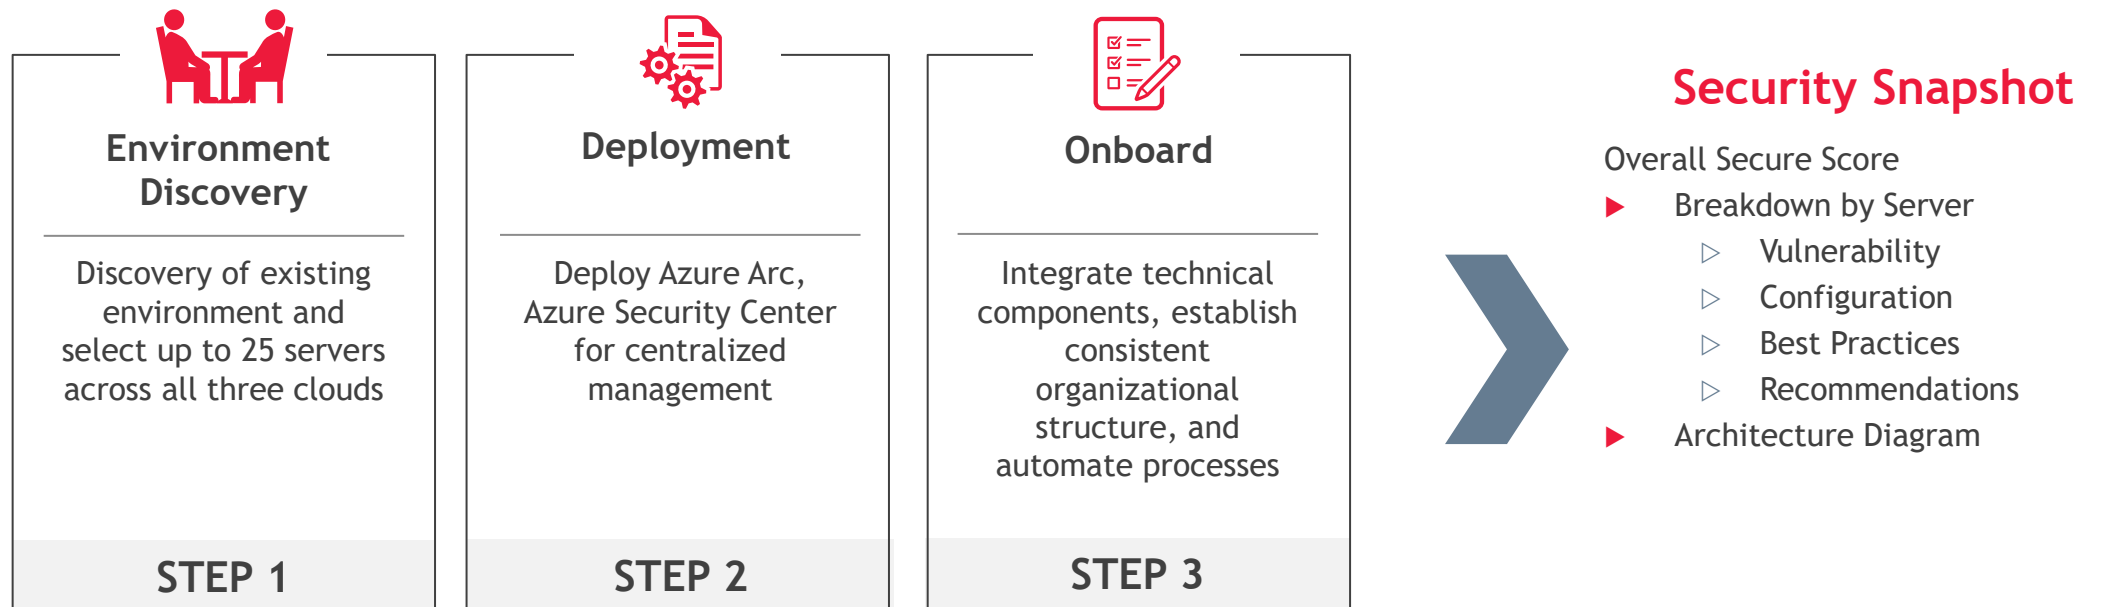 Environment
Discovery
Discovery of existing
environment and
select up to 25 servers
across all three clouds
STEP 1
Deployment
Deploy Azure Arc,
Azure Security Center
for centralized
management
STEP 2
Onboard
Integrate technical
components, establish
consistent
organizational
structure, and
automate processes
STEP 3
Security Snapshot
Overall Secure Score
Breakdown by Server
Vulnerability
Configuration
Best Practices
Recommendations
Architecture Diagram